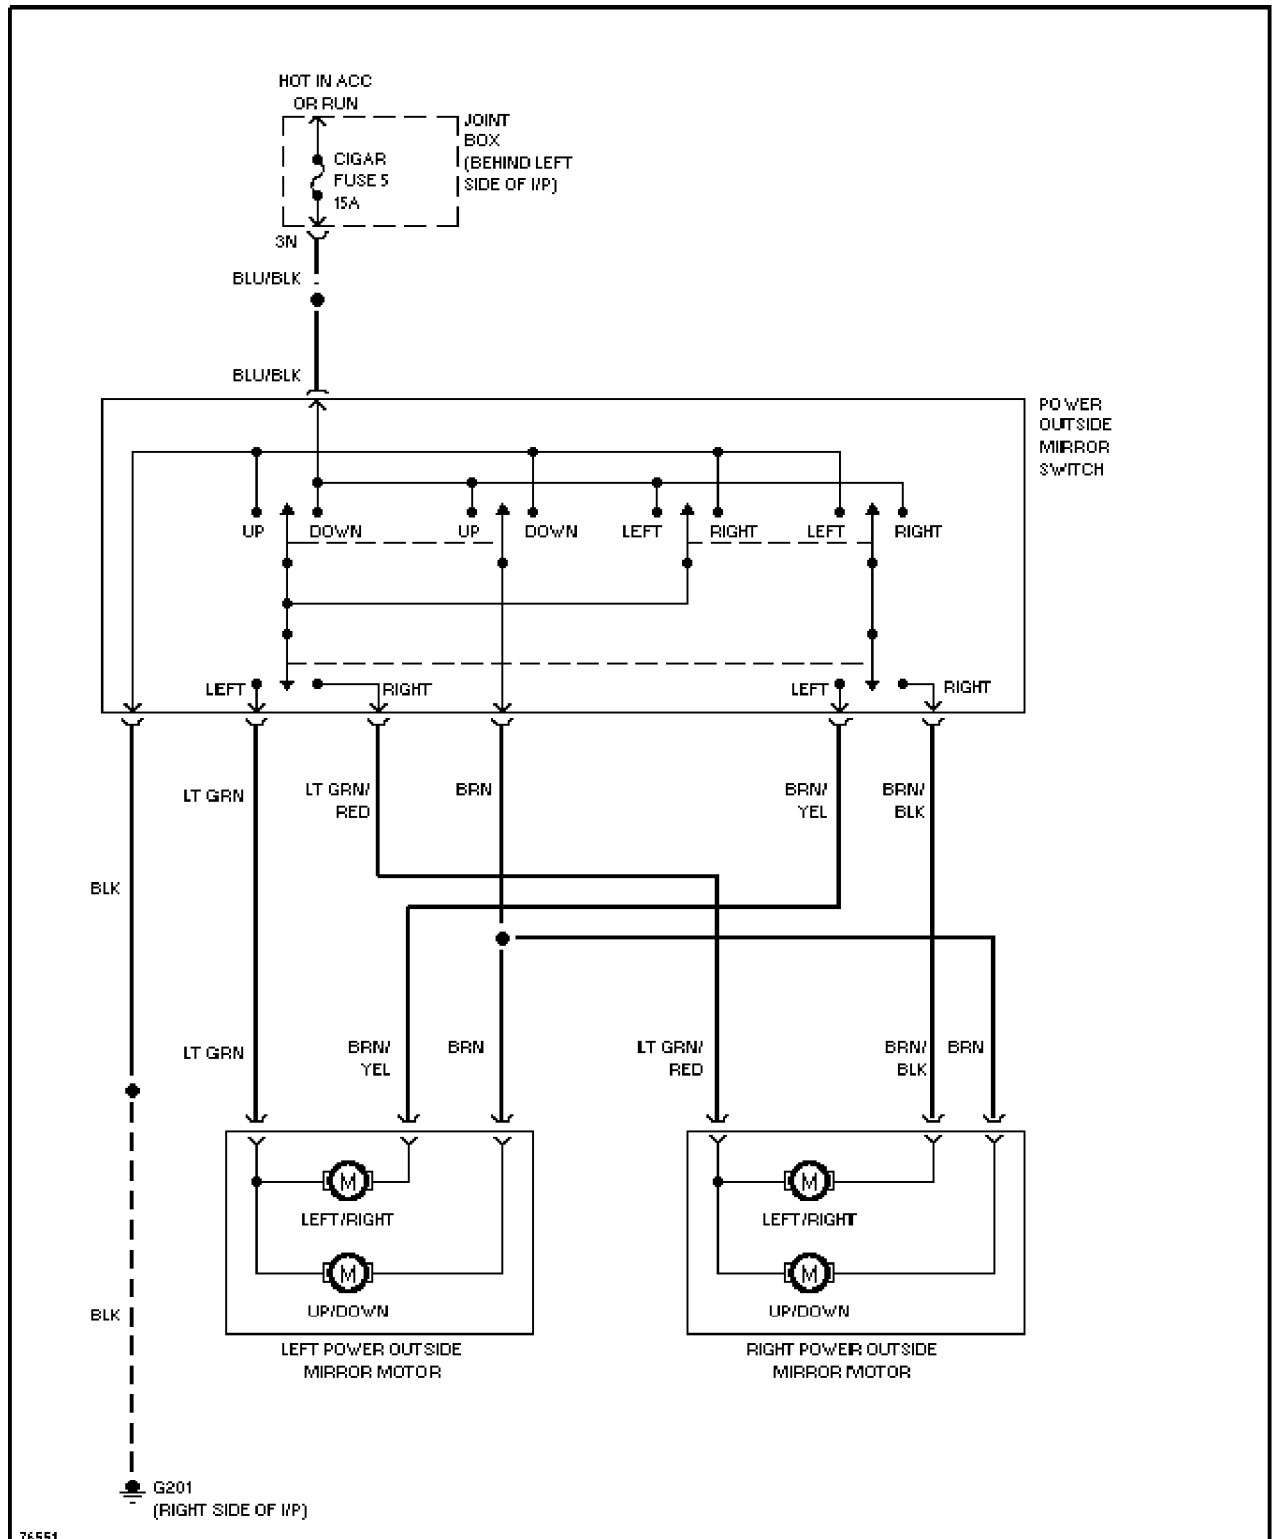 HOT IN ACC
OR RUN
JOINT
BOX
(BEHIND LEFT
SIDE OF I/P)
CIGAR
FUSE 5
15A
3N
BLU/BLK
BLU/BLK
POWER
OUTSIDE
MIRROR
SWITCH
UP
DOWN
UP
DOWN
LEFT
RIGHT
LEFT
RIGHT
LEFT
RIGHT
LEFT
RIGHT
LT GRN
LT GRN/
RED
BRN
BRN/
YEL
BRN/
BLK
BLK
LT GRN
BRN/
YEL
BRN
LT GRN/
RED
BRN/
BLK
BRN
M
LEFT/RIGHT
M
UP/DOWN
M
LEFT/RIGHT
M
UP/DOWN
BLK
LEFT POWER OUTSIDE
MIRROR MOTOR
RIGHT POWER OUTSIDE
MIRROR MOTOR
G201
(RIGHT SIDE OF I/P)
76551